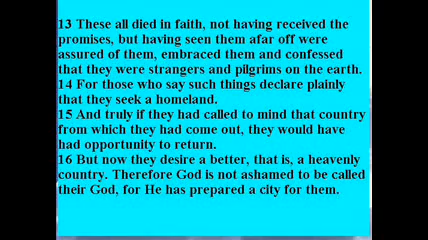 13 These all died in faith, not having received the
promises, but having seen them afar off were
assured of them, embraced them and confessed
that they were strangers and pilgrims on the earth.
14 For those who say such things declare plainly
that they seek a homeland.
15 And truly if they had called to mind that country
from which they had come out, they would have
had opportunity to return.
16 But now they desire a better, that is, a heavenly
country. Therefore God is not ashamed to be called
their God, for He has prepared a city for them.